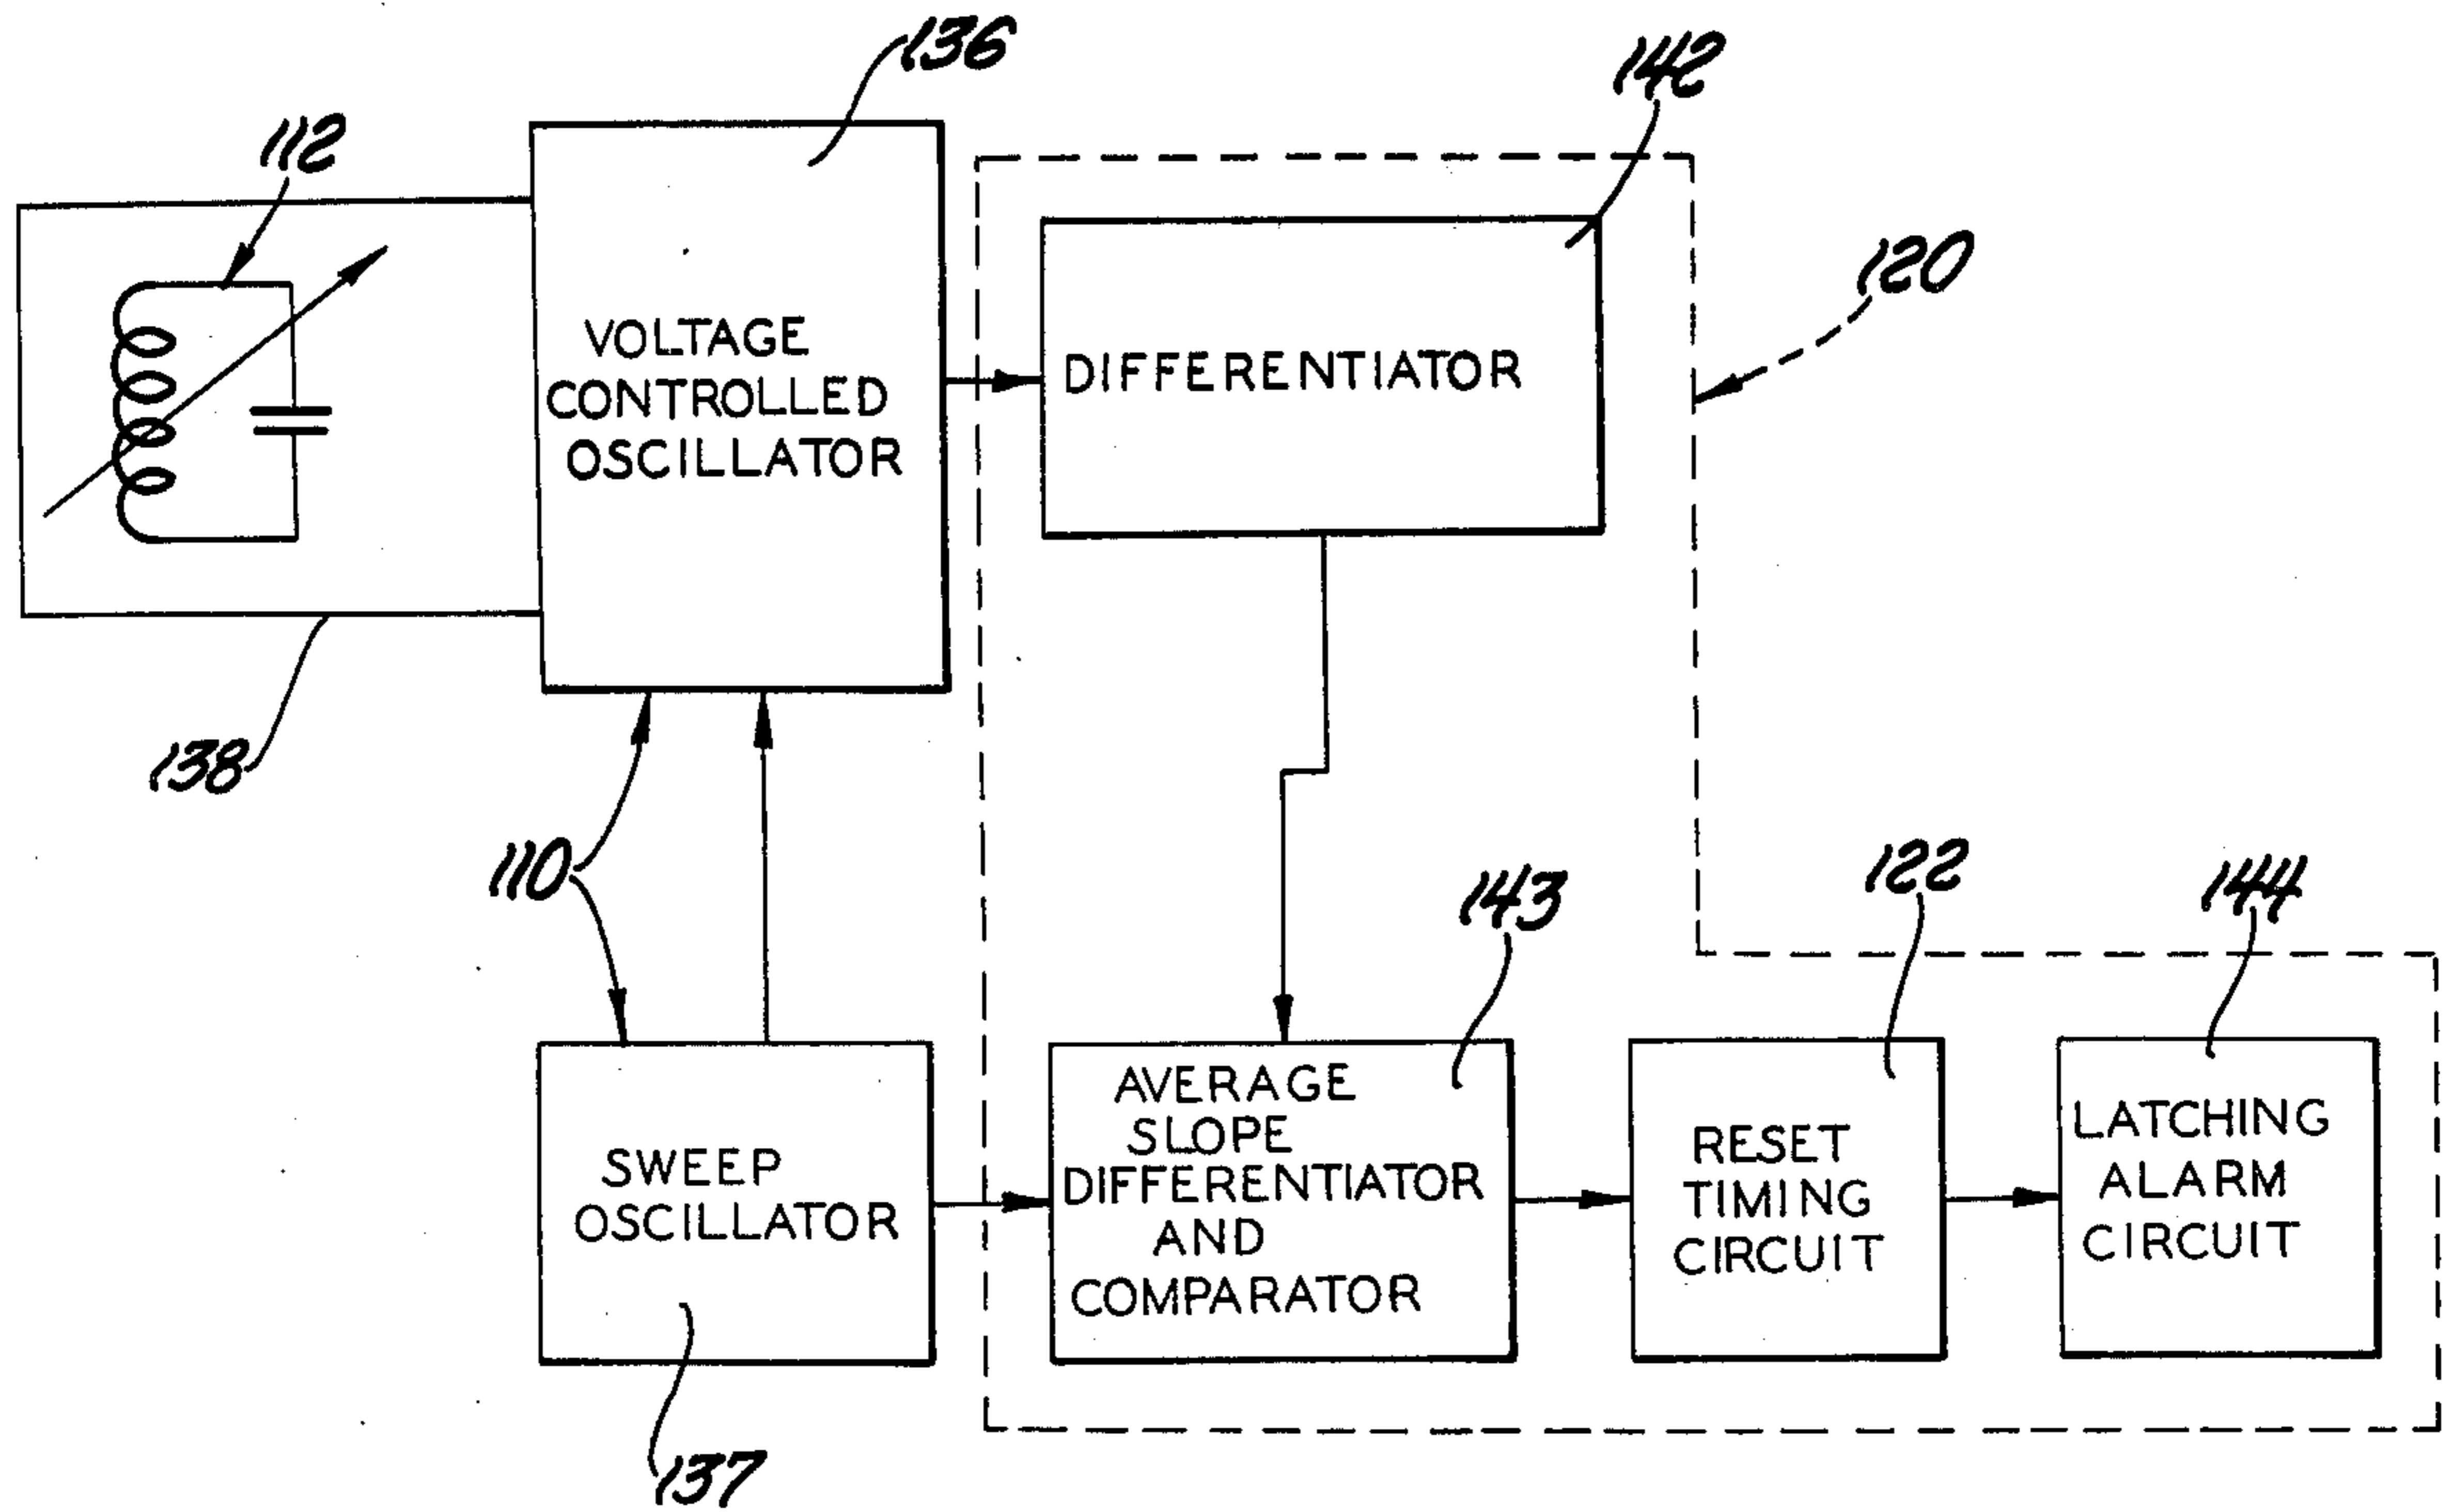 136
142
112
120
VOLTAGE
CONTROLLED
OSCILLATOR
DIFFERENTIATOR
138
110
143
122
144
SWEEP
OSCILLATOR
AVERAGE
SLOPE
DIFFERENTIATOR
AND
COMPARATOR
RESET
TIMING
CIRCUIT
LATCHING
ALARM
CIRCUIT
137